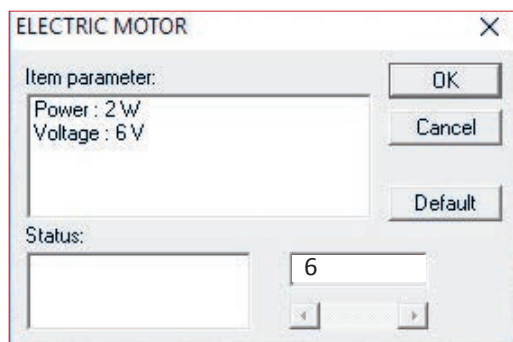 ELECTRIC MOTOR
Item parameter:
Power : 2 W
Voltage : 6 V
OK
Cancel
Default
Status:
6